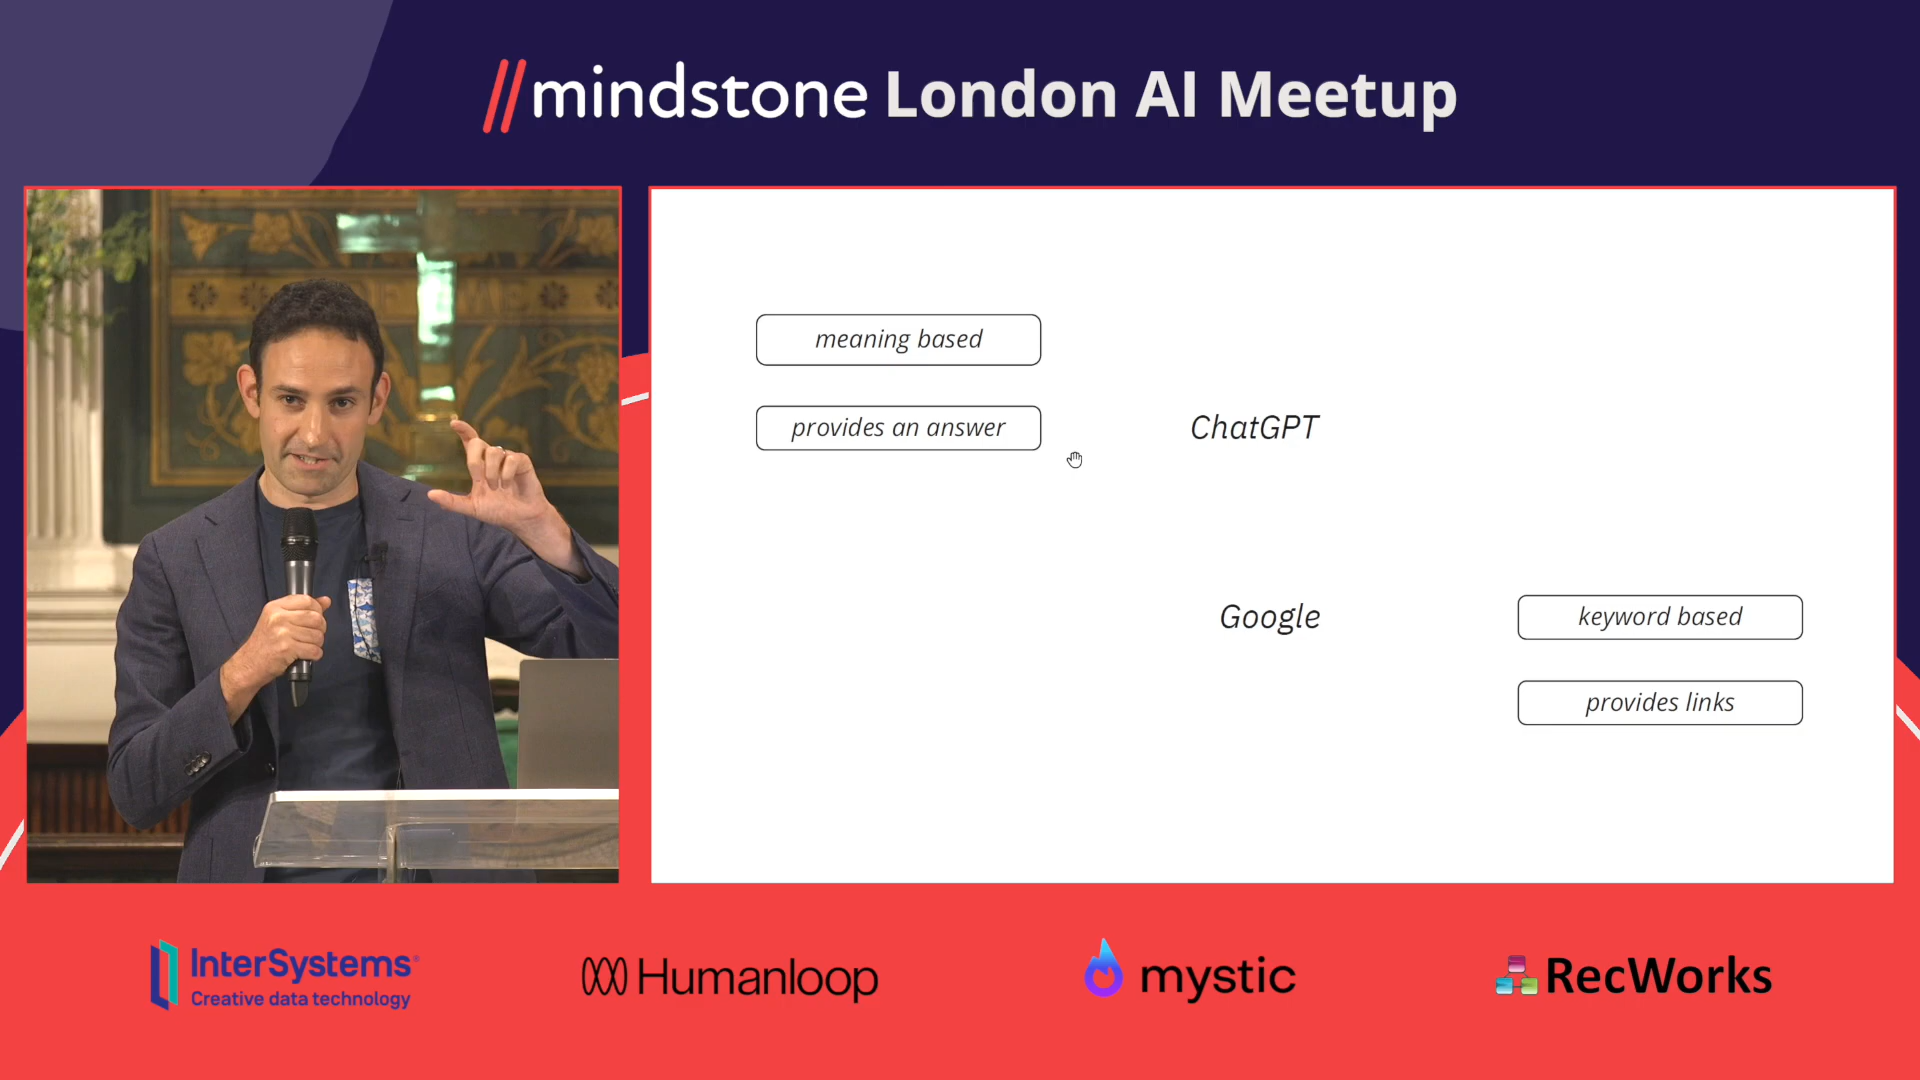 //mindstone London AI Meetup
meaning based
provides an answer
ChatGPT
Google
keyword based
provides links
InterSystems®
Creative data technology
Humanloop
mystic
RecWorks